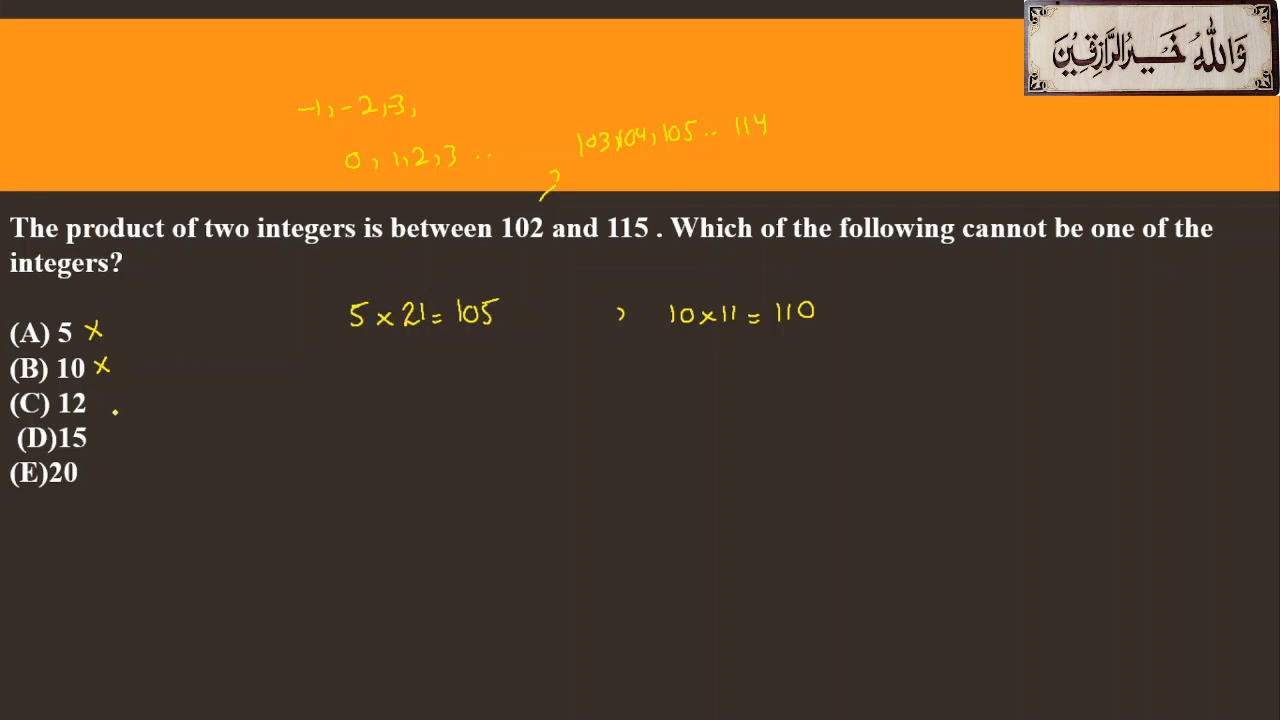 وَاللَّهُ خَيْرُ الرَّازِقِينَ
-1, -2, -3,
0, 1, 2, 3 ..
103, 104, 105 .. 114
The product of two integers is between 102 and 115 . Which of the following cannot be one of the
integers?
5 × 21 = 105 , 10 × 11 = 110
(A) 5 ×
(B) 10 ×
(C) 12 .
(D)15
(E)20